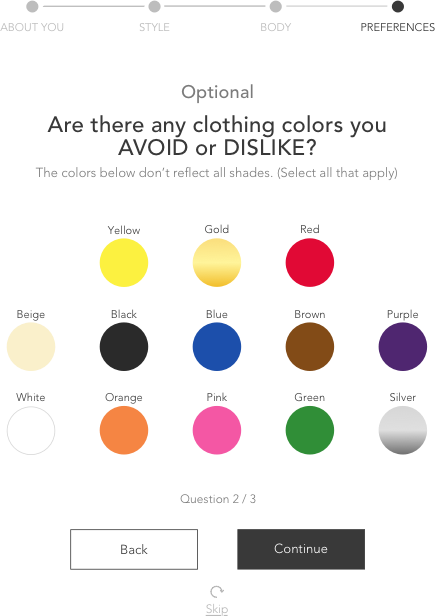 ABOUT YOU STYLE BODY PREFERENCES
Optional
Are there any clothing colors you
AVOID or DISLIKE?
The colors below don't reflect all shades. (Select all that apply)
Yellow Gold Red
Beige Black Blue Brown Purple
White Orange Pink Green Silver
Question 2 / 3
Back Continue
Skip